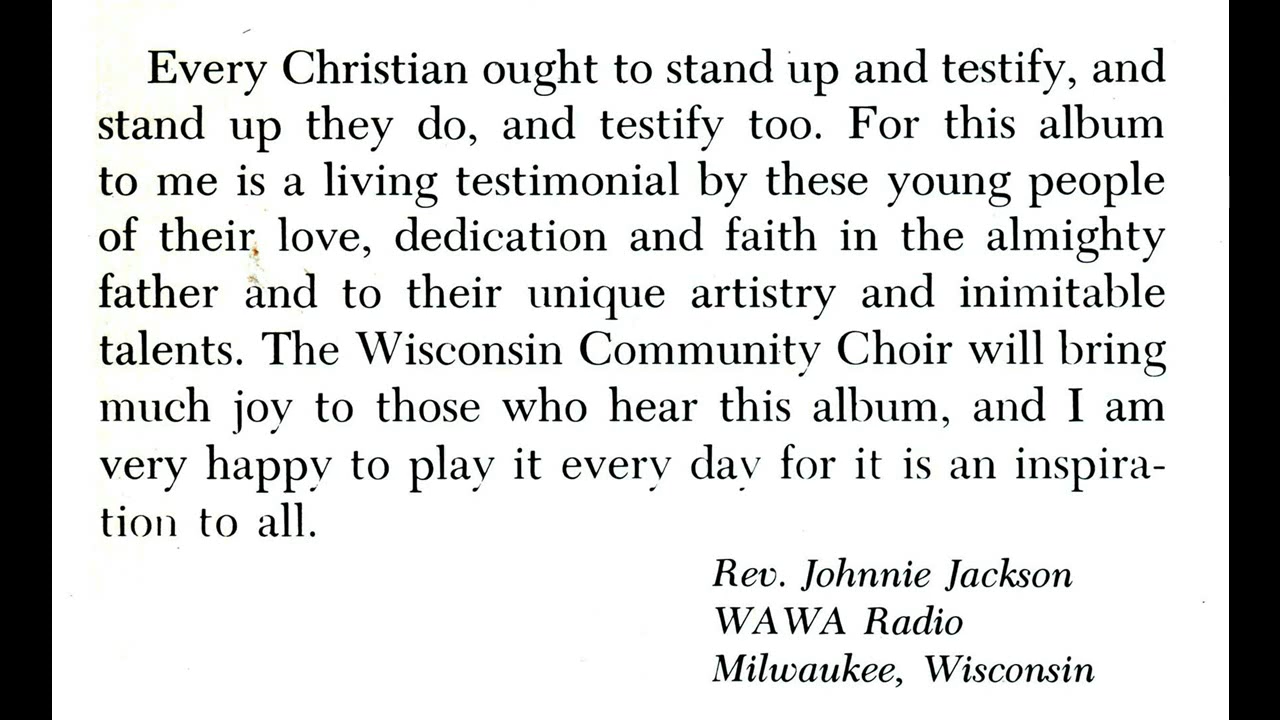 Every Christian ought to stand up and testify, and
stand up they do, and testify too. For this album
to me is a living testimonial by these young people
of their love, dedication and faith in the almighty
father and to their unique artistry and inimitable
talents. The Wisconsin Community Choir will bring
much joy to those who hear this album, and I am
very happy to play it every day for it is an inspira-
tion to all.
Rev. Johnnie Jackson
WAWA Radio
Milwaukee, Wisconsin